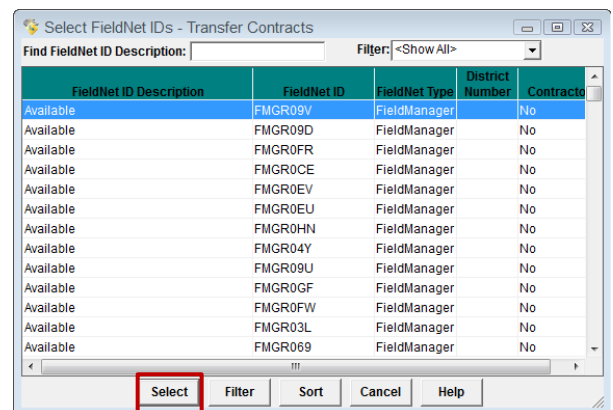 Select FieldNet IDs - Transfer Contracts
Find FieldNet ID Description: Filter: <Show All>
FieldNet ID Description FieldNet ID FieldNet Type District Number Contracto
Available FMGR09V FieldManager No
Available FMGR09D FieldManager No
Available FMGR0FR FieldManager No
Available FMGR0CE FieldManager No
Available FMGR0EV FieldManager No
Available FMGR0EU FieldManager No
Available FMGR0HN FieldManager No
Available FMGR04Y FieldManager No
Available FMGR09U FieldManager No
Available FMGR0GF FieldManager No
Available FMGR0FW FieldManager No
Available FMGR03L FieldManager No
Available FMGR069 FieldManager No
Select Filter Sort Cancel Help